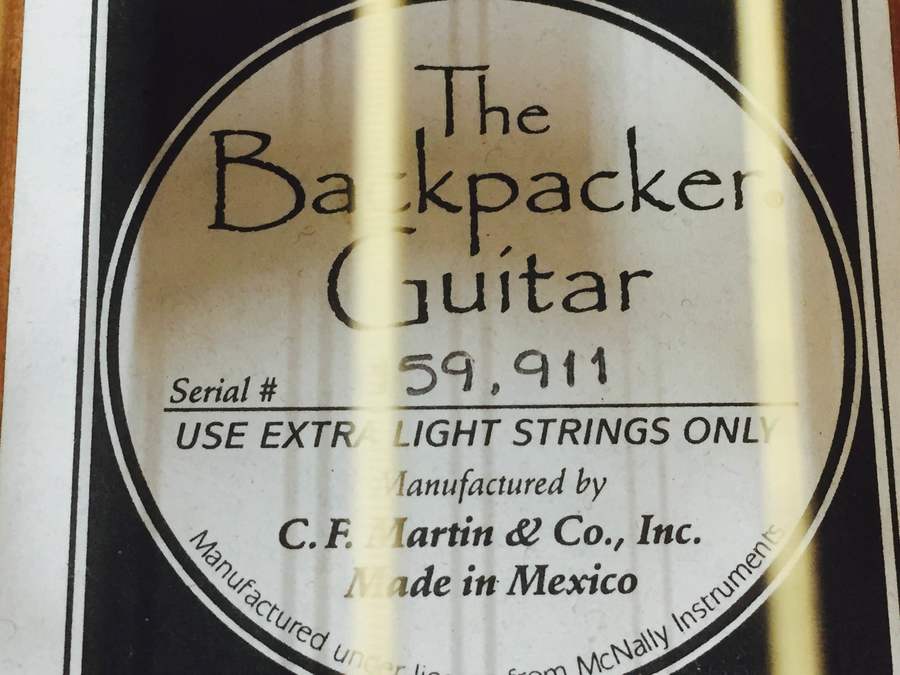 The
Backpacker®
Guitar
Serial # 59,911
USE EXTRA LIGHT STRINGS ONLY
Manufactured by
C. F. Martin & Co., Inc.
Made in Mexico
Manufactured under from McNally Instruments